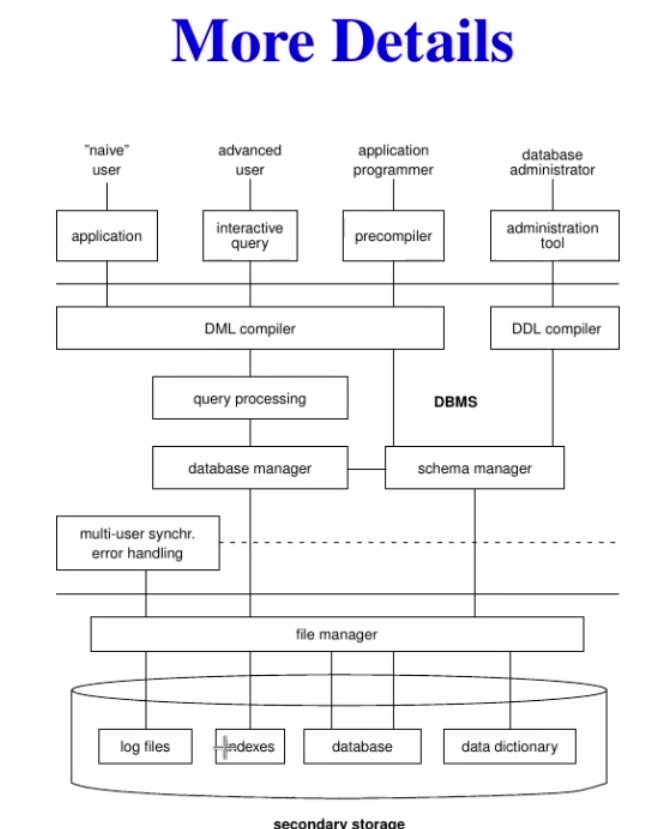 More Details
"naive"
user
advanced
user
application
programmer
database
administrator
application
interactive
query
precompiler
administration
tool
DML compiler
DDL compiler
query processing
DBMS
database manager
schema manager
multi-user synchr.
error handling
file manager
log files
indexes
database
data dictionary
secondary storage